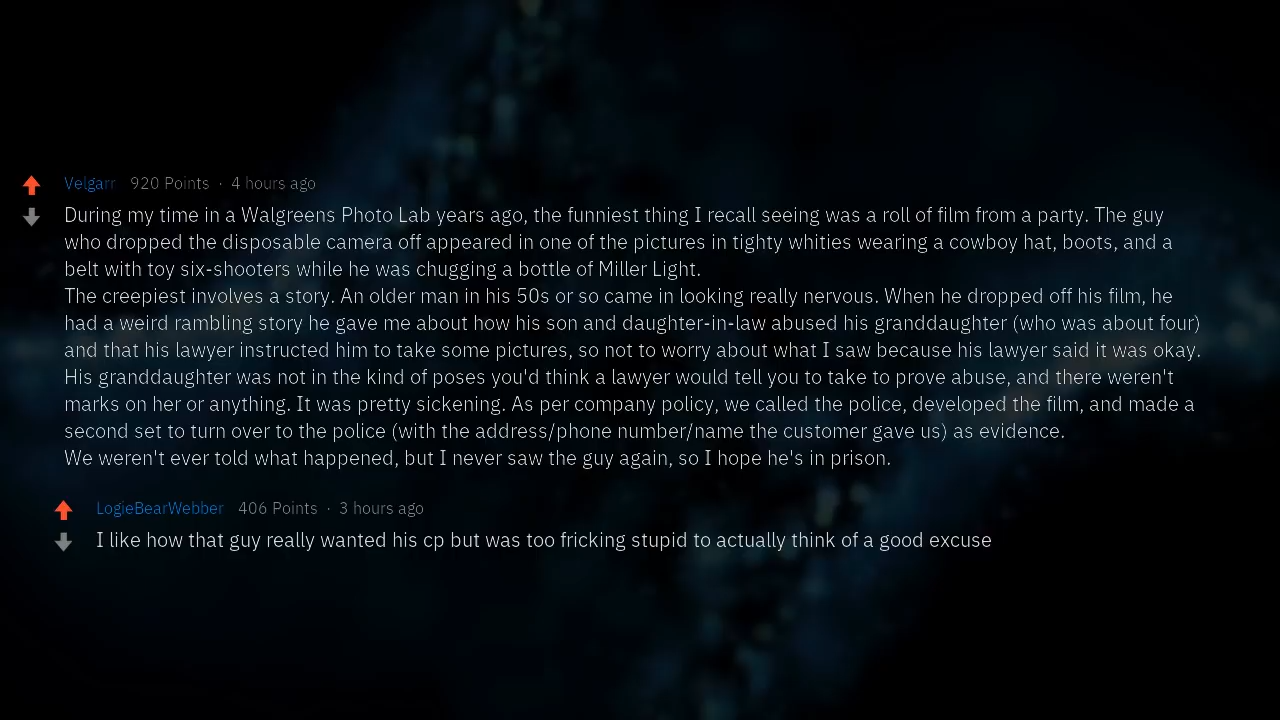 Velgarr 920 Points · 4 hours ago
During my time in a Walgreens Photo Lab years ago, the funniest thing I recall seeing was a roll of film from a party. The guy
who dropped the disposable camera off appeared in one of the pictures in tighty whities wearing a cowboy hat, boots, and a
belt with toy six-shooters while he was chugging a bottle of Miller Light.
The creepiest involves a story. An older man in his 50s or so came in looking really nervous. When he dropped off his film, he
had a weird rambling story he gave me about how his son and daughter-in-law abused his granddaughter (who was about four)
and that his lawyer instructed him to take some pictures, so not to worry about what I saw because his lawyer said it was okay.
His granddaughter was not in the kind of poses you'd think a lawyer would tell you to take to prove abuse, and there weren't
marks on her or anything. It was pretty sickening. As per company policy, we called the police, developed the film, and made a
second set to turn over to the police (with the address/phone number/name the customer gave us) as evidence.
We weren't ever told what happened, but I never saw the guy again, so I hope he's in prison.
LogieBearWebber 406 Points · 3 hours ago
I like how that guy really wanted his cp but was too fricking stupid to actually think of a good excuse